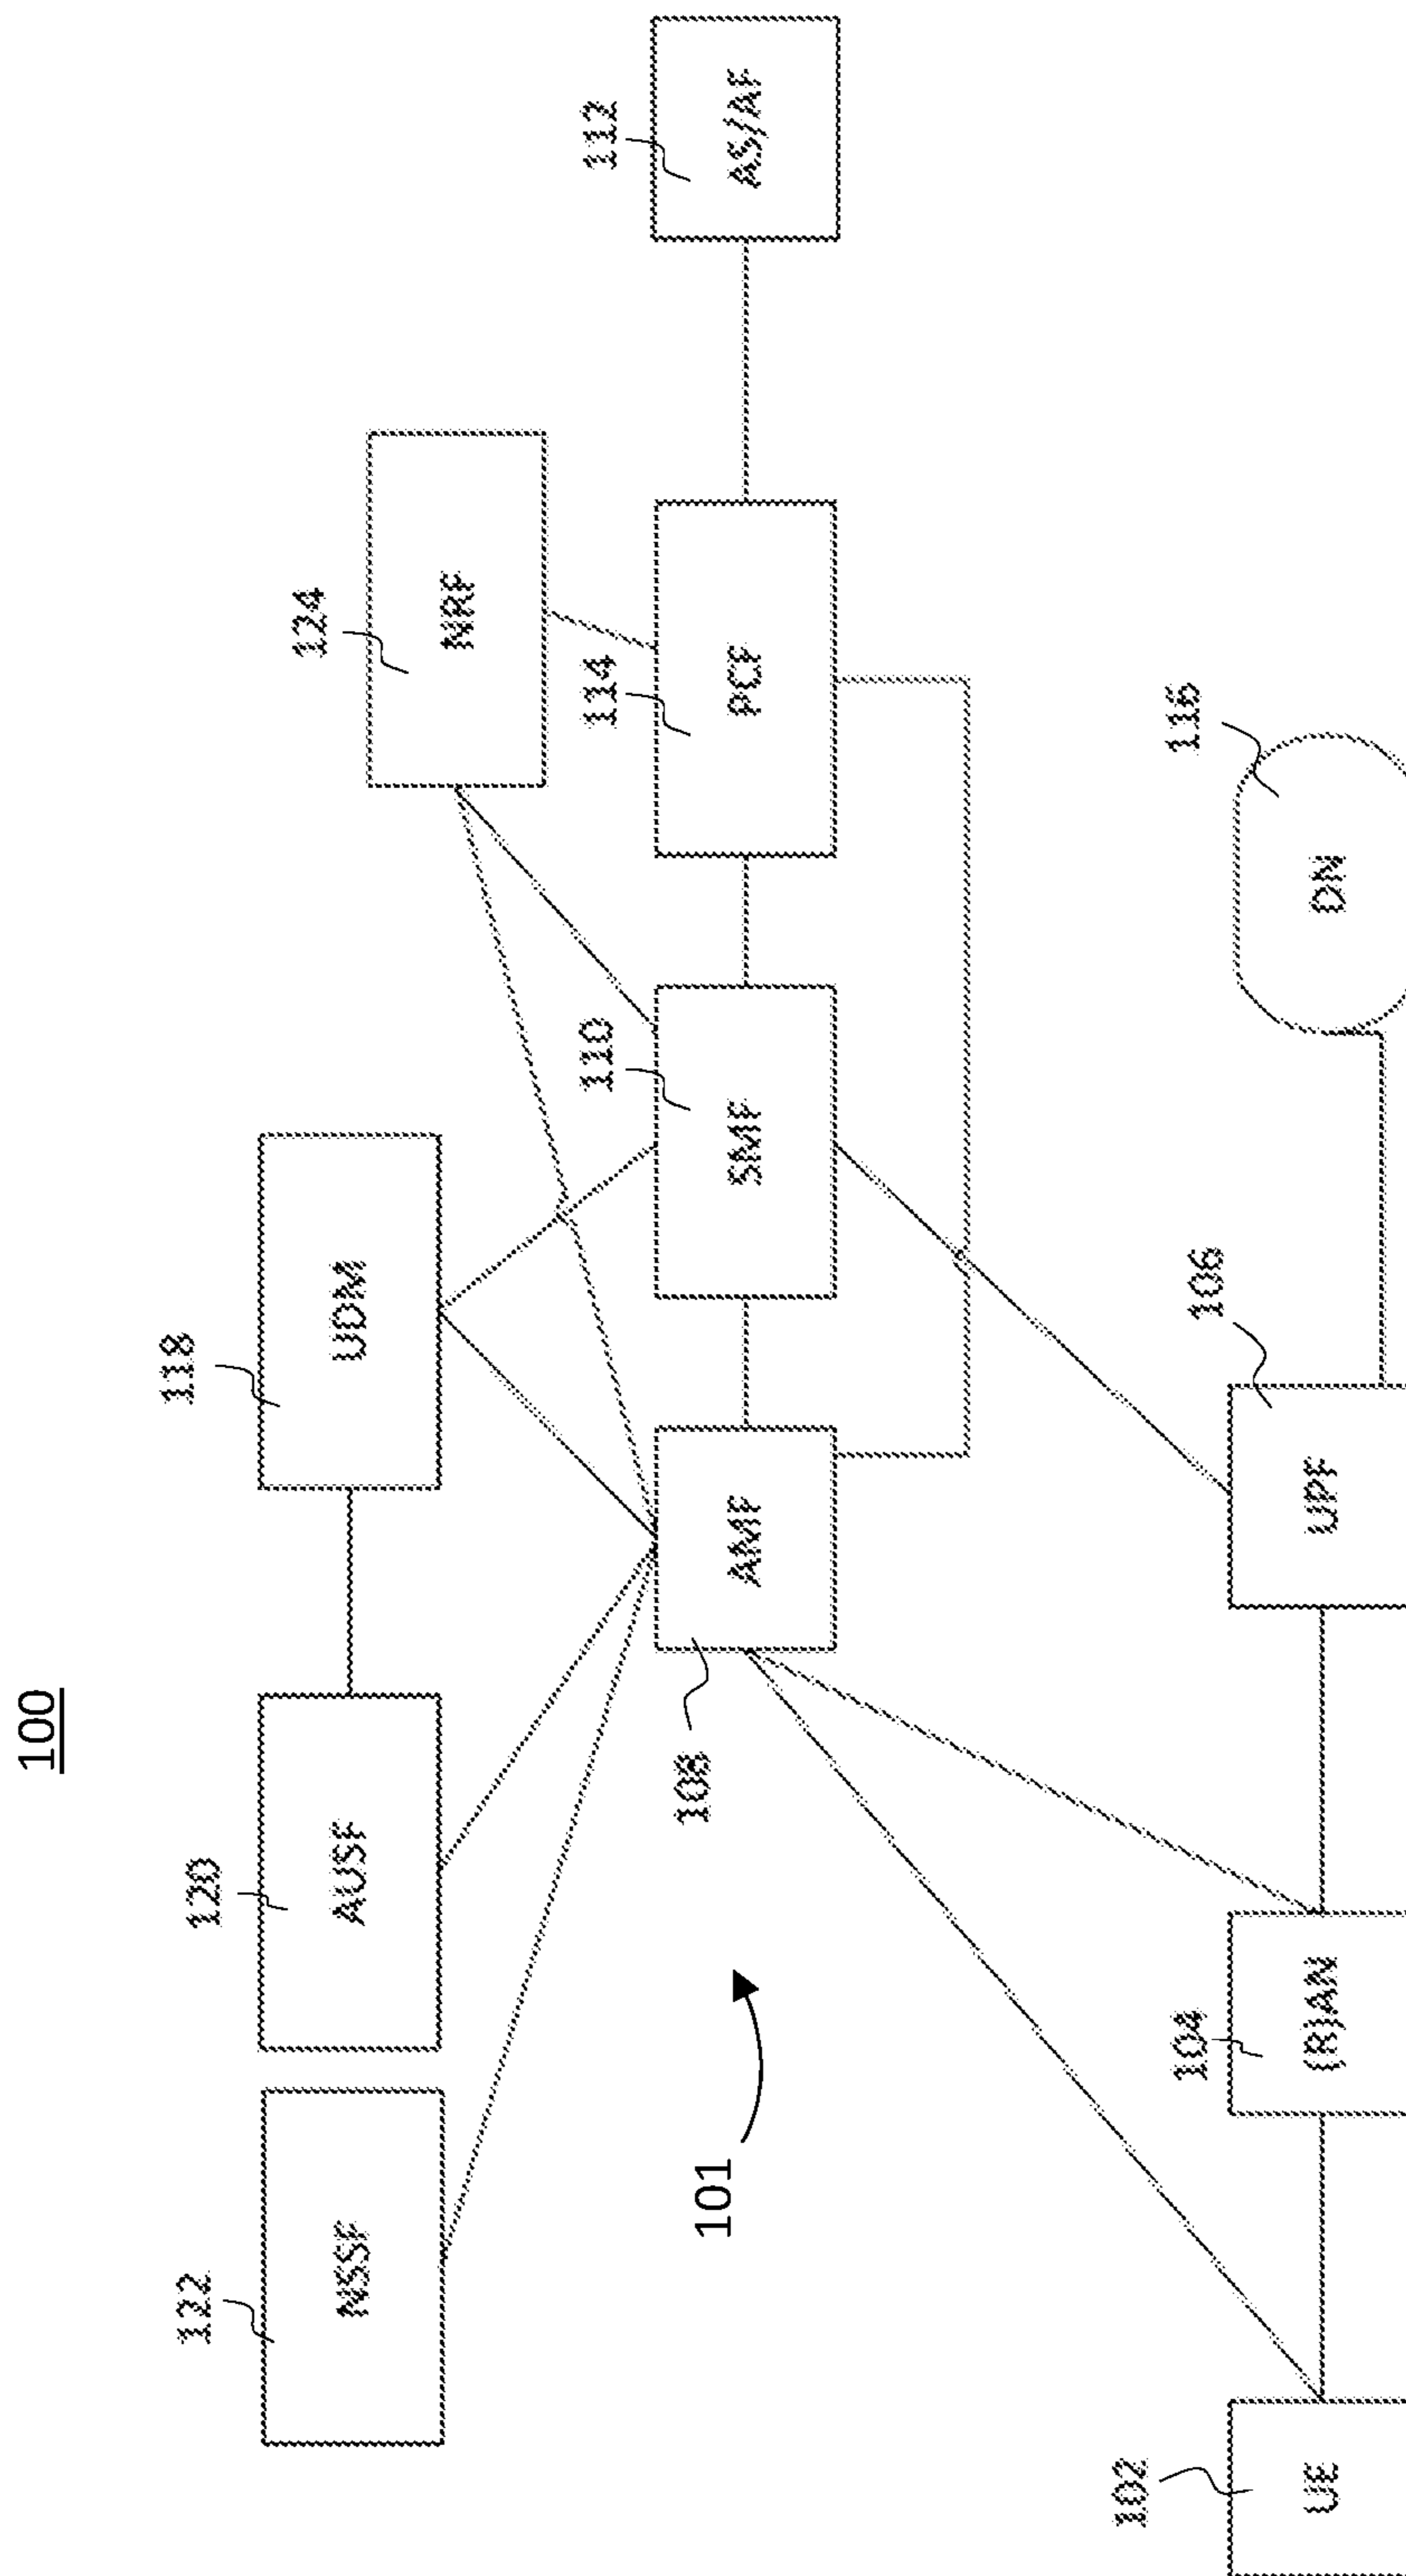 100
122
NSSF
120
AUSF
118
UDM
124
NRF
101
108
AMF
110
SMF
114
PCF
112
AS/AF
102
UE
104
(R)AN
106
UPF
116
DN